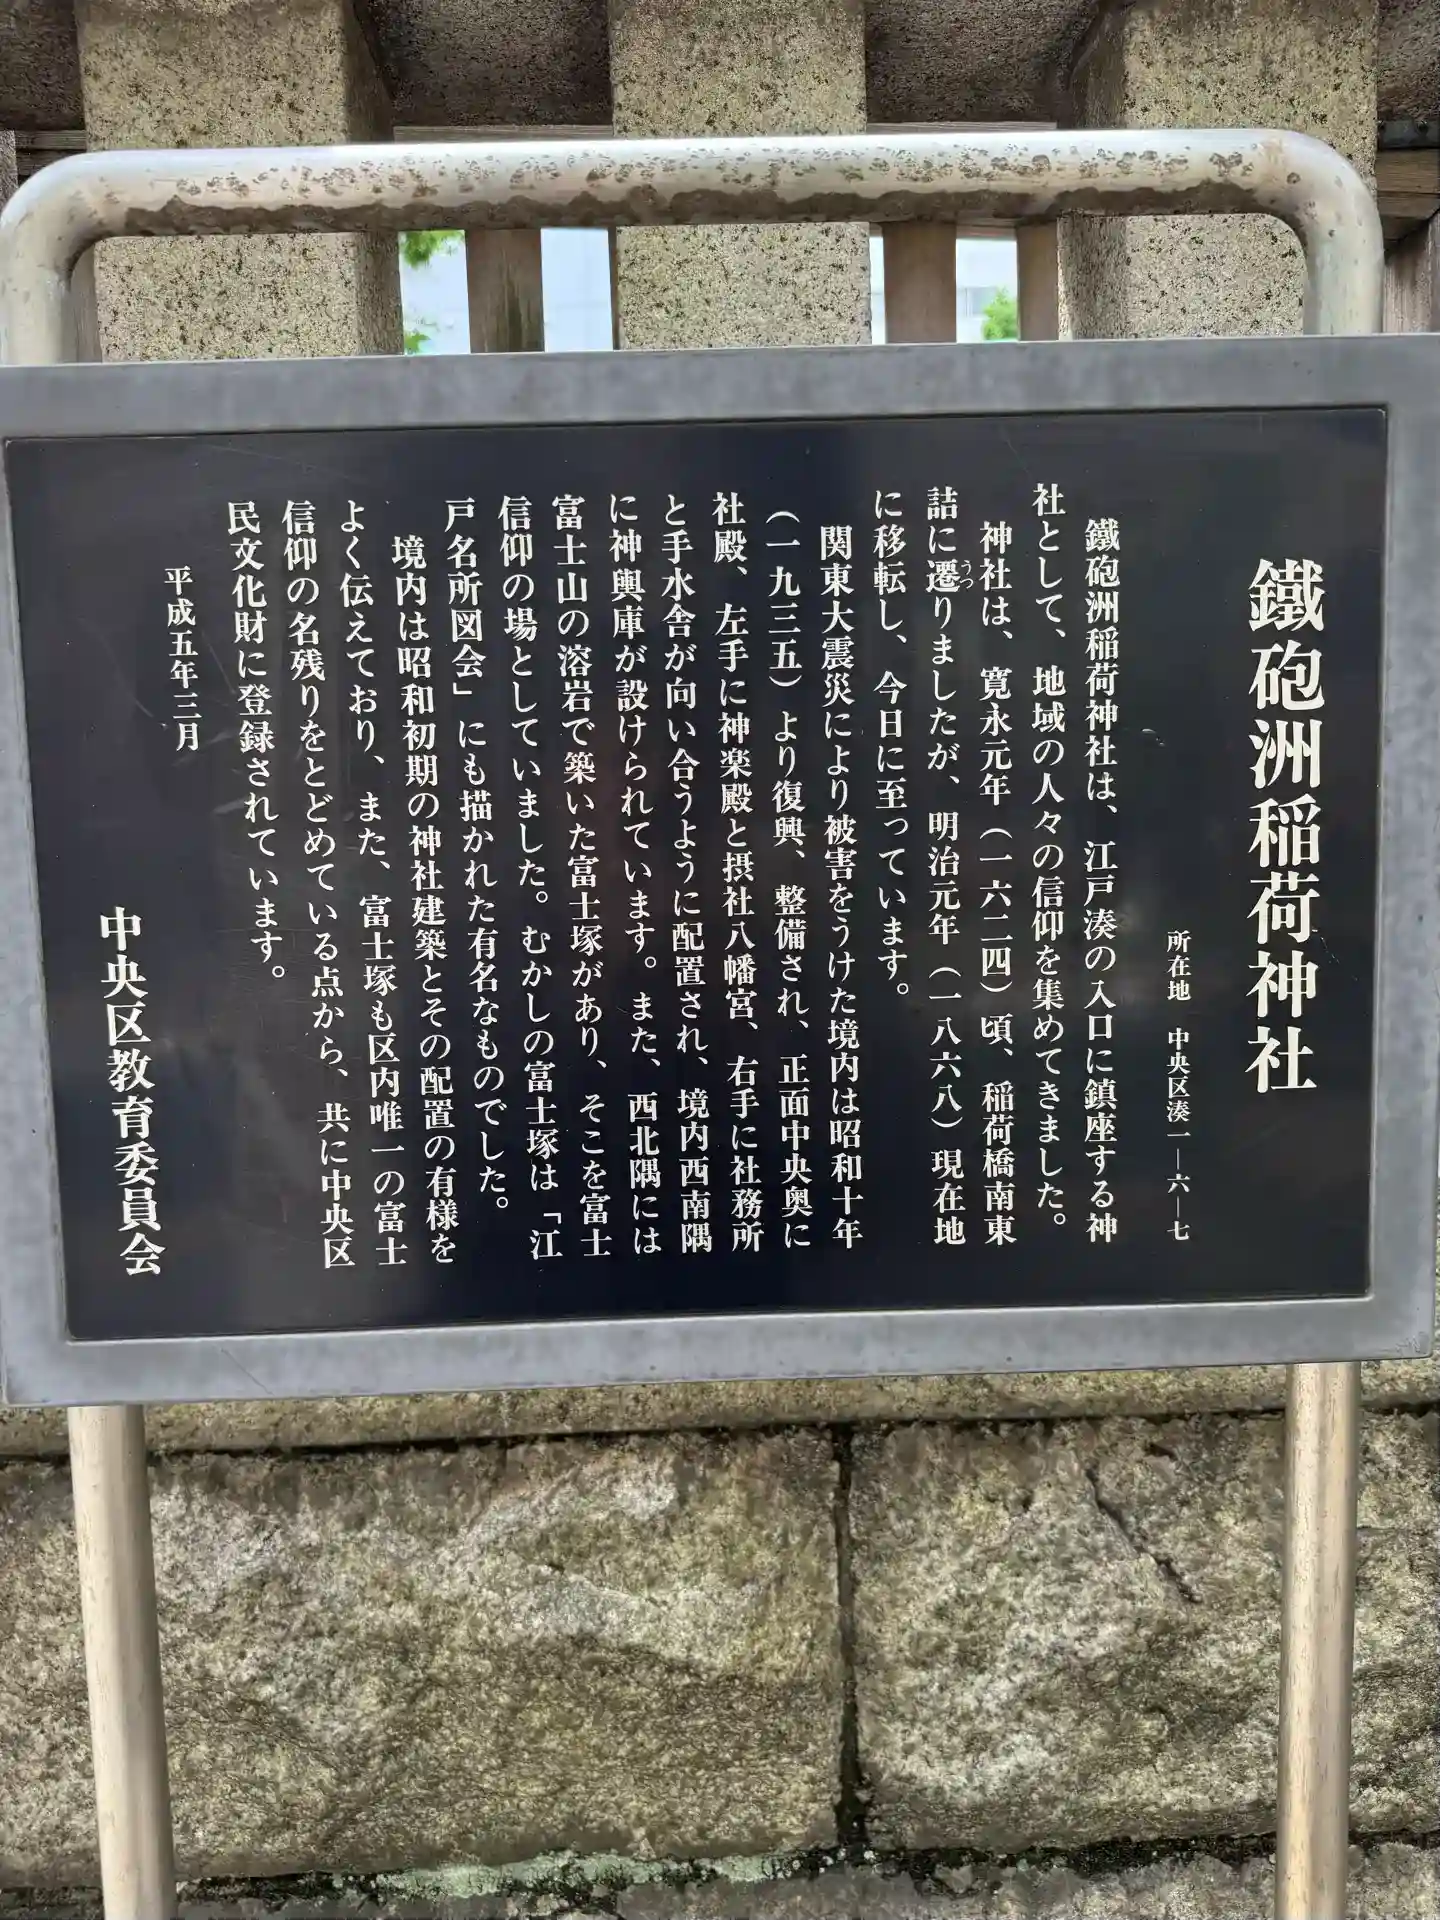 鐵砲洲稲荷神社
所在地 中央区湊一―六―七
鐵砲洲稲荷神社は、江戸湊の入口に鎮座する神
社として、地域の人々の信仰を集めてきました。
神社は、寛永元年（一六二四）頃、稲荷橋南東
詰に遷うつりましたが、明治元年（一八六八）現在地
に移転し、今日に至っています。
関東大震災により被害をうけた境内は昭和十年
（一九三五）より復興、整備され、正面中央奥に
社殿、左手に神楽殿と摂社八幡宮、右手に社務所
と手水舎が向い合うように配置され、境内西南隅
に神輿庫が設けられています。また、西北隅には
富士山の溶岩で築いた富士塚があり、そこを富士
信仰の場としていました。むかしの富士塚は「江
戸名所図会」にも描かれた有名なものでした。
境内は昭和初期の神社建築とその配置の有様を
よく伝えており、また、富士塚も区内唯一の富士
信仰の名残りをとどめている点から、共に中央区
民文化財に登録されています。
平成五年三月
中央区教育委員会